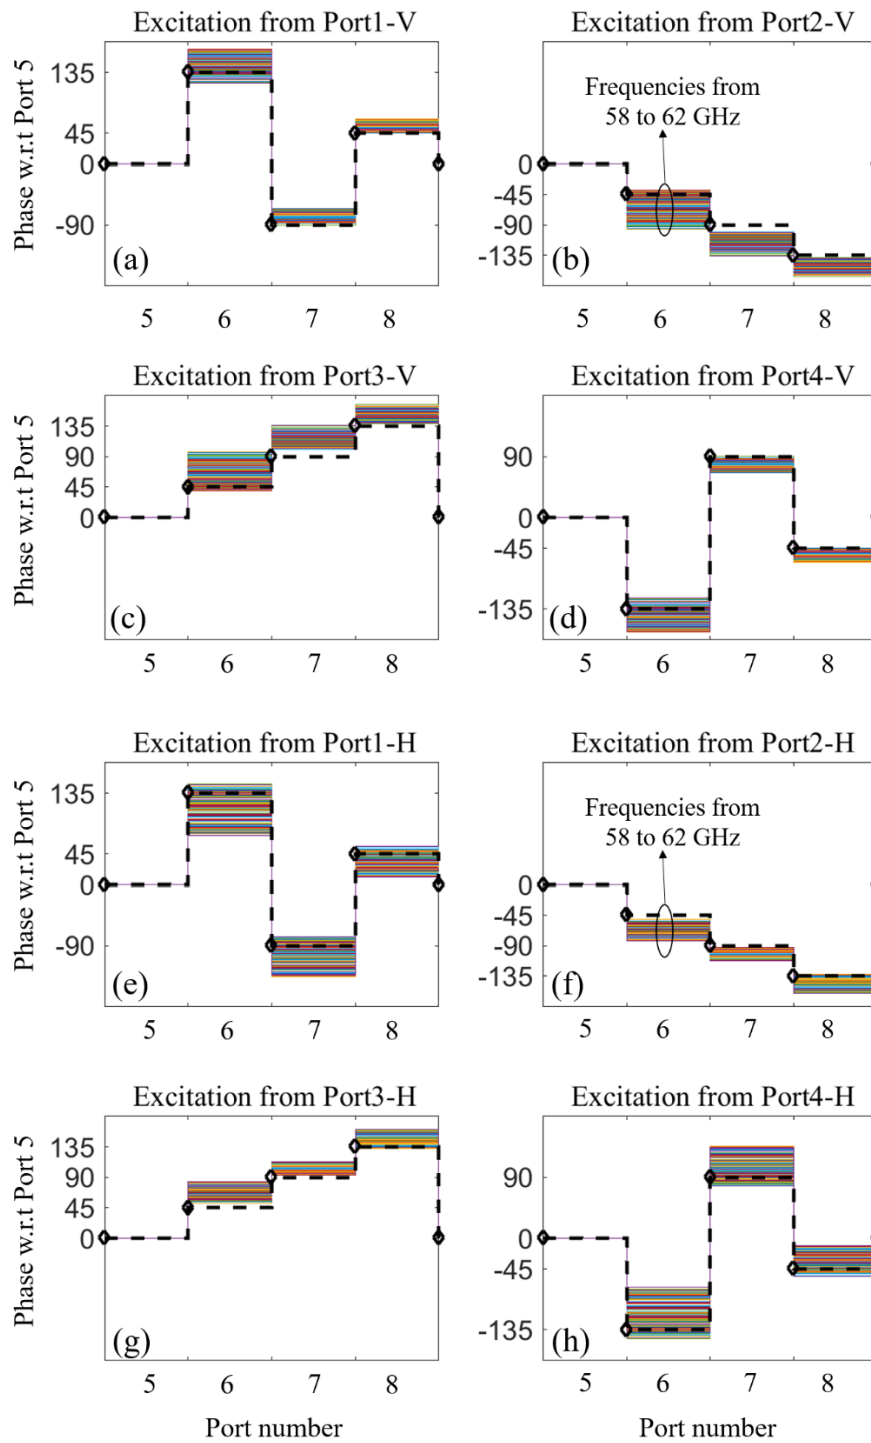 Excitation from Port1-V
Phase w.r.t Port 5
135
45
0
-90
(a)
5 6 7 8
Excitation from Port2-V
Frequencies from
58 to 62 GHz
0
-45
-90
-135
(b)
5 6 7 8
Excitation from Port3-V
Phase w.r.t Port 5
135
90
45
0
(c)
5 6 7 8
Excitation from Port4-V
90
0
-45
-135
(d)
5 6 7 8
Excitation from Port1-H
Phase w.r.t Port 5
135
45
0
-90
(e)
5 6 7 8
Excitation from Port2-H
Frequencies from
58 to 62 GHz
0
-45
-90
-135
(f)
5 6 7 8
Excitation from Port3-H
Phase w.r.t Port 5
135
90
45
0
(g)
5 6 7 8
Port number
Excitation from Port4-H
90
0
-45
-135
(h)
5 6 7 8
Port number